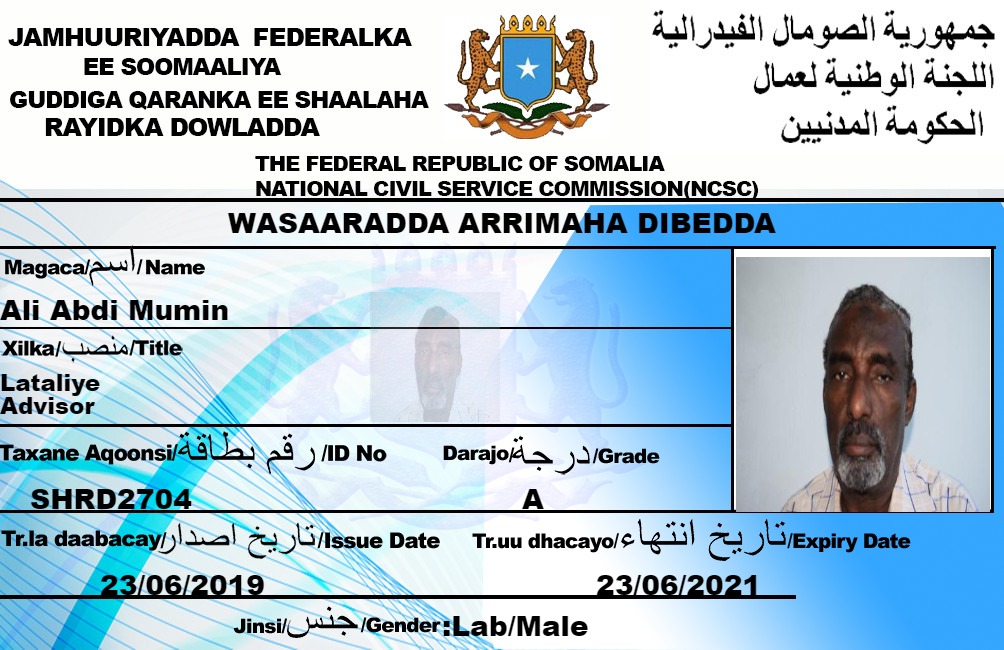 JAMHUURIYADDA FEDERALKA
EE SOOMAALIYA
GUDDIGA QARANKA EE SHAALAHA
RAYIDKA DOWLADDA
جمهورية الصومال الفيدرالية
اللجنة الوطنية لعمال
الحكومة المدنيين
THE FEDERAL REPUBLIC OF SOMALIA
NATIONAL CIVIL SERVICE COMMISSION(NCSC)
WASAARADDA ARRIMAHA DIBEDDA
Magaca/اسم/Name
Ali Abdi Mumin
Xilka/منصب/Title
Lataliye
Advisor
Taxane Aqoonsi/رقم بطاقة/ID No
SHRD2704
Darajo/درجة/Grade
A
Tr.la daabacay/تاريخ اصدار/Issue Date
23/06/2019
Tr.uu dhacayo/تاريخ انتهاء/Expiry Date
23/06/2021
Jinsi/جنس/Gender:Lab/Male